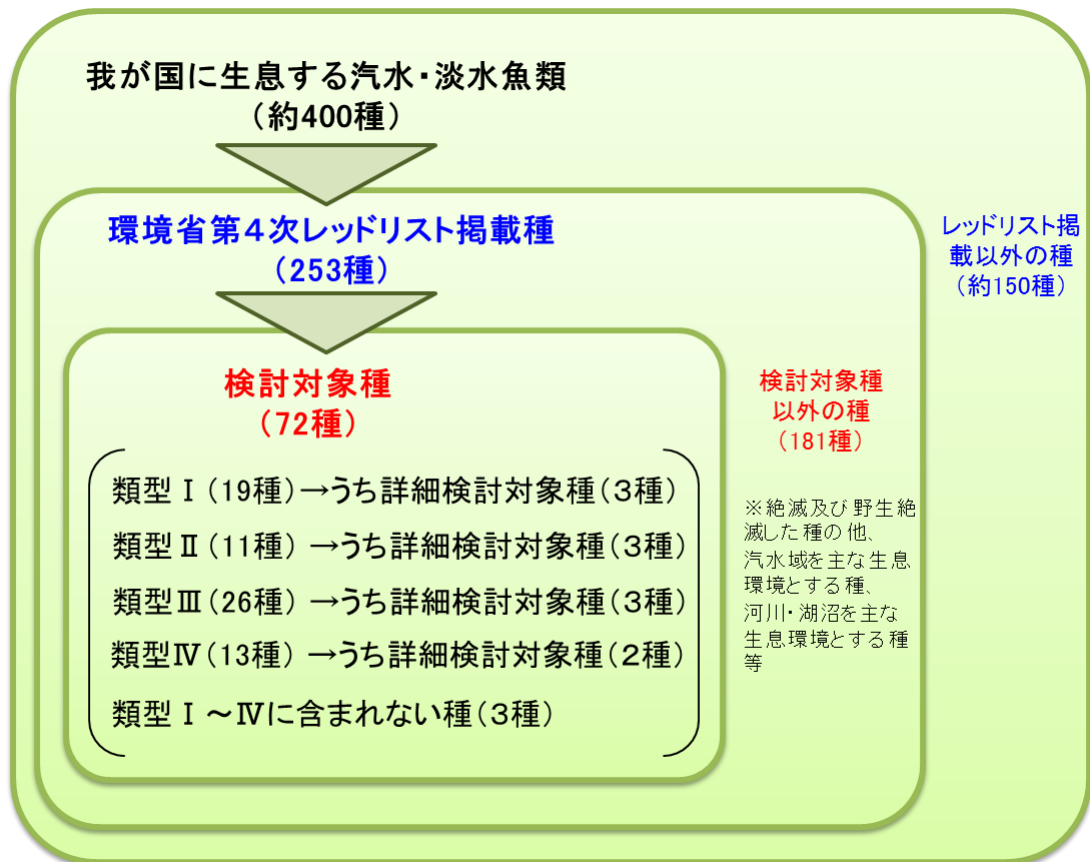 我が国に生息する汽水・淡水魚類
（約400種）
環境省第４次レッドリスト掲載種
（253種）
レッドリスト掲
載以外の種
（約150種）
検討対象種
（72種）
検討対象種
以外の種
（181種）
類型Ⅰ（19種）→うち詳細検討対象種（３種）
類型Ⅱ（11種）→うち詳細検討対象種（３種）
類型Ⅲ（26種）→うち詳細検討対象種（３種）
類型Ⅳ（13種）→うち詳細検討対象種（２種）
類型Ⅰ～Ⅳに含まれない種（３種）
※絶滅及び野生絶
滅した種の他、
汽水域を主な生息
環境とする種、
河川・湖沼を主な
生息環境とする種
等